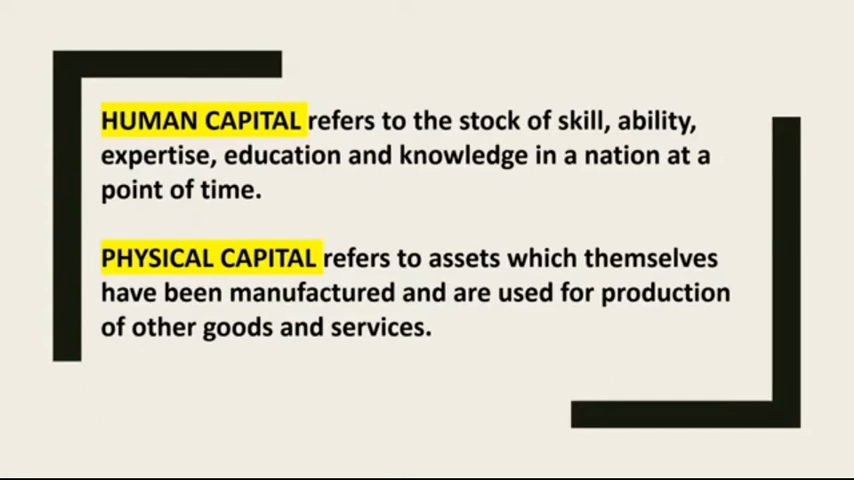 HUMAN CAPITAL refers to the stock of skill, ability,
expertise, education and knowledge in a nation at a
point of time.
PHYSICAL CAPITAL refers to assets which themselves
have been manufactured and are used for production
of other goods and services.